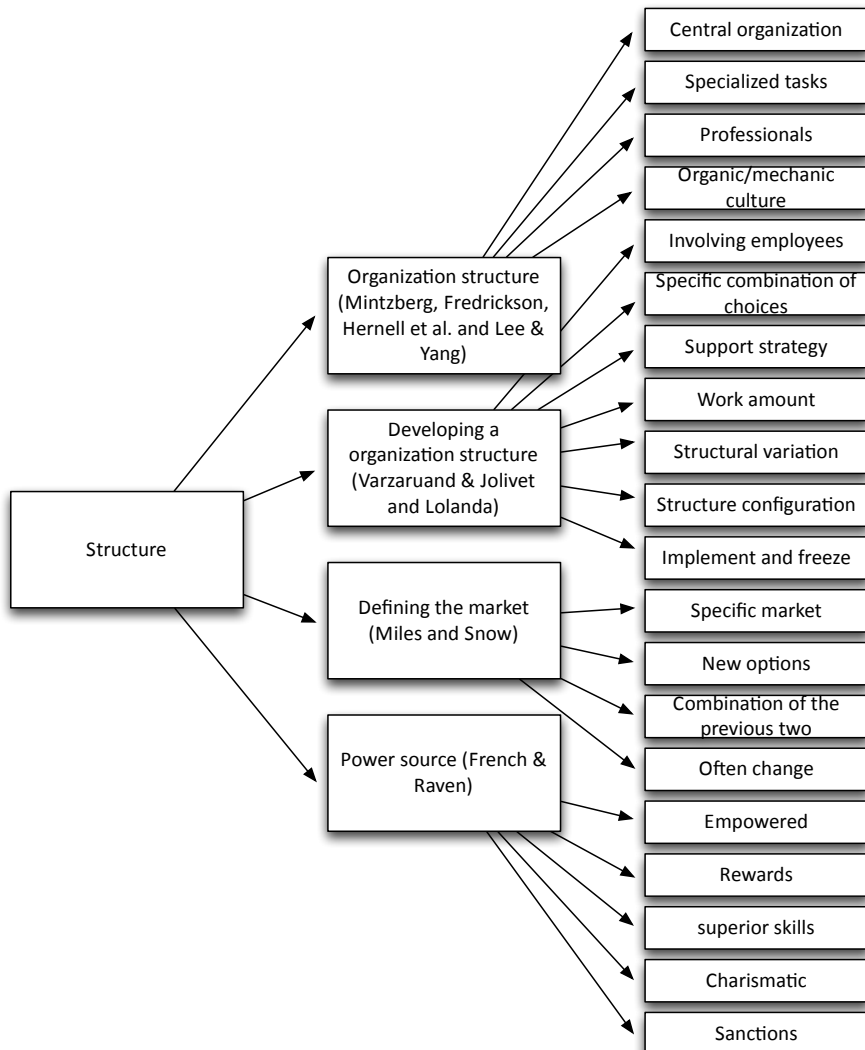 Structure
Organization structure
(Mintzberg, Fredrickson,
Hernell et al. and Lee &
Yang)
Developing a
organization structure
(Varzaruand & Jolivet
and Lolanda)
Defining the market
(Miles and Snow)
Power source (French &
Raven)
Central organization
Specialized tasks
Professionals
Organic/mechanic
culture
Involving employees
Specific combination of
choices
Support strategy
Work amount
Structural variation
Structure configuration
Implement and freeze
Specific market
New options
Combination of the
previous two
Often change
Empowered
Rewards
superior skills
Charismatic
Sanctions